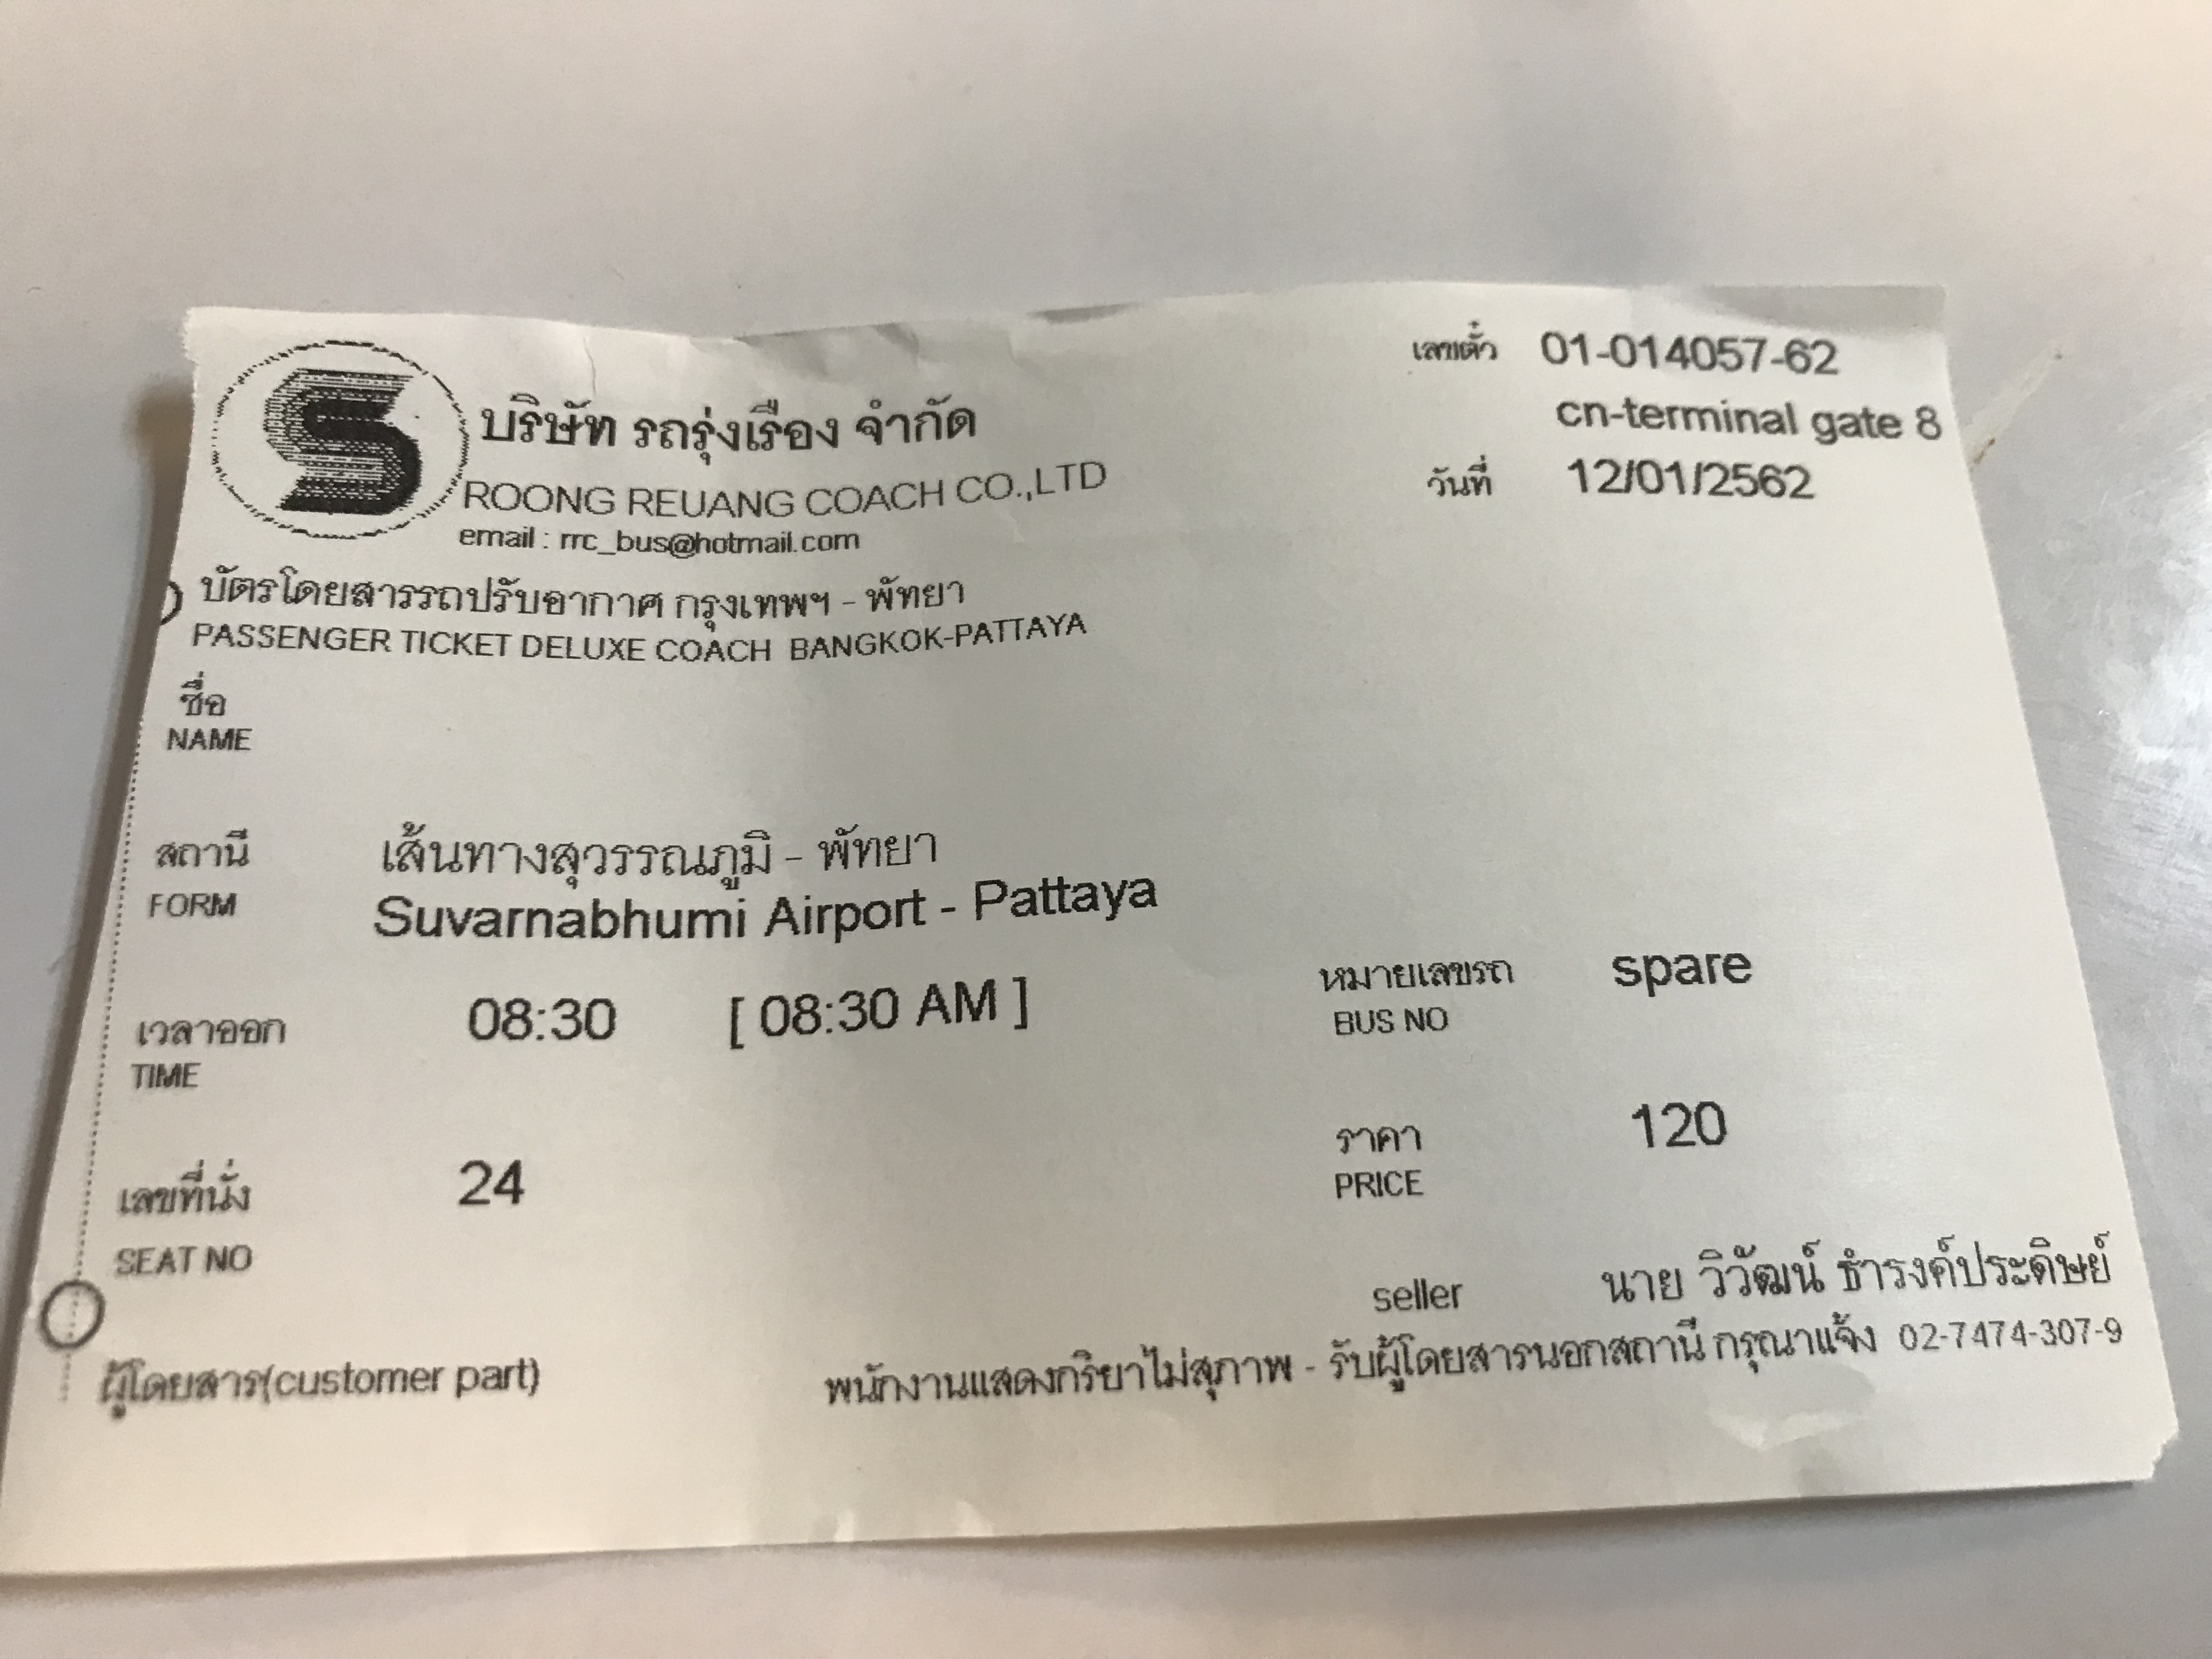 เลขตั๋ว 01-014057-62
cn-terminal gate 8
วันที่ 12/01/2562
S
บริษัท รถรุ่งเรือง จำกัด
ROONG REUANG COACH CO.,LTD
email : rrc_bus@hotmail.com
บัตรโดยสารรถปรับอากาศ กรุงเทพฯ - พัทยา
PASSENGER TICKET DELUXE COACH BANGKOK-PATTAYA
ชื่อ
NAME
สถานี เส้นทางสุวรรณภูมิ - พัทยา
FORM Suvarnabhumi Airport - Pattaya
เวลาออก 08:30 [ 08:30 AM ] หมายเลขรถ spare
TIME BUS NO
เลขที่นั่ง 24 ราคา 120
SEAT NO PRICE
seller นาย วิวัฒน์ ธำรงค์ประดิษย์
ผู้โดยสาร(customer part) พนักงานแสดงกริยาไม่สุภาพ - รับผู้โดยสารนอกสถานี กรุณาแจ้ง 02-7474-307-9